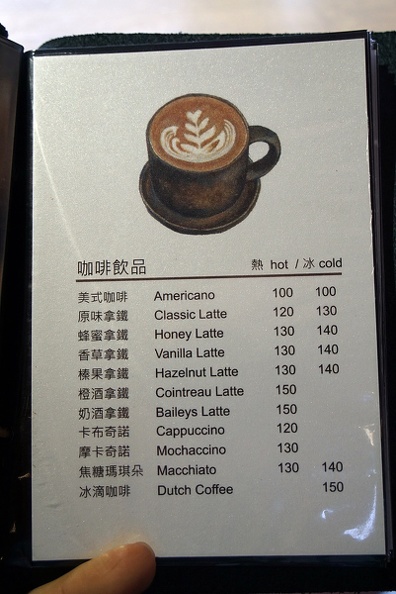 咖啡飲品 熱 hot / 冰 cold
美式咖啡 Americano 100 100
原味拿鐵 Classic Latte 120 130
蜂蜜拿鐵 Honey Latte 130 140
香草拿鐵 Vanilla Latte 130 140
榛果拿鐵 Hazelnut Latte 130 140
橙酒拿鐵 Cointreau Latte 150
奶酒拿鐵 Baileys Latte 150
卡布奇諾 Cappuccino 120
摩卡奇諾 Mochaccino 130
焦糖瑪琪朵 Macchiato 130 140
冰滴咖啡 Dutch Coffee 150